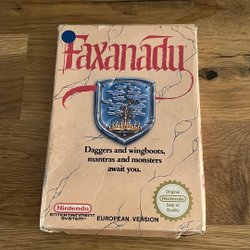 Faxanadu
Daggers and wingboots,
mantras and monsters
await you.
Nintendo
ENTERTAINMENT
SYSTEM
EUROPEAN VERSION
Original
Nintendo
Seal of
Quality